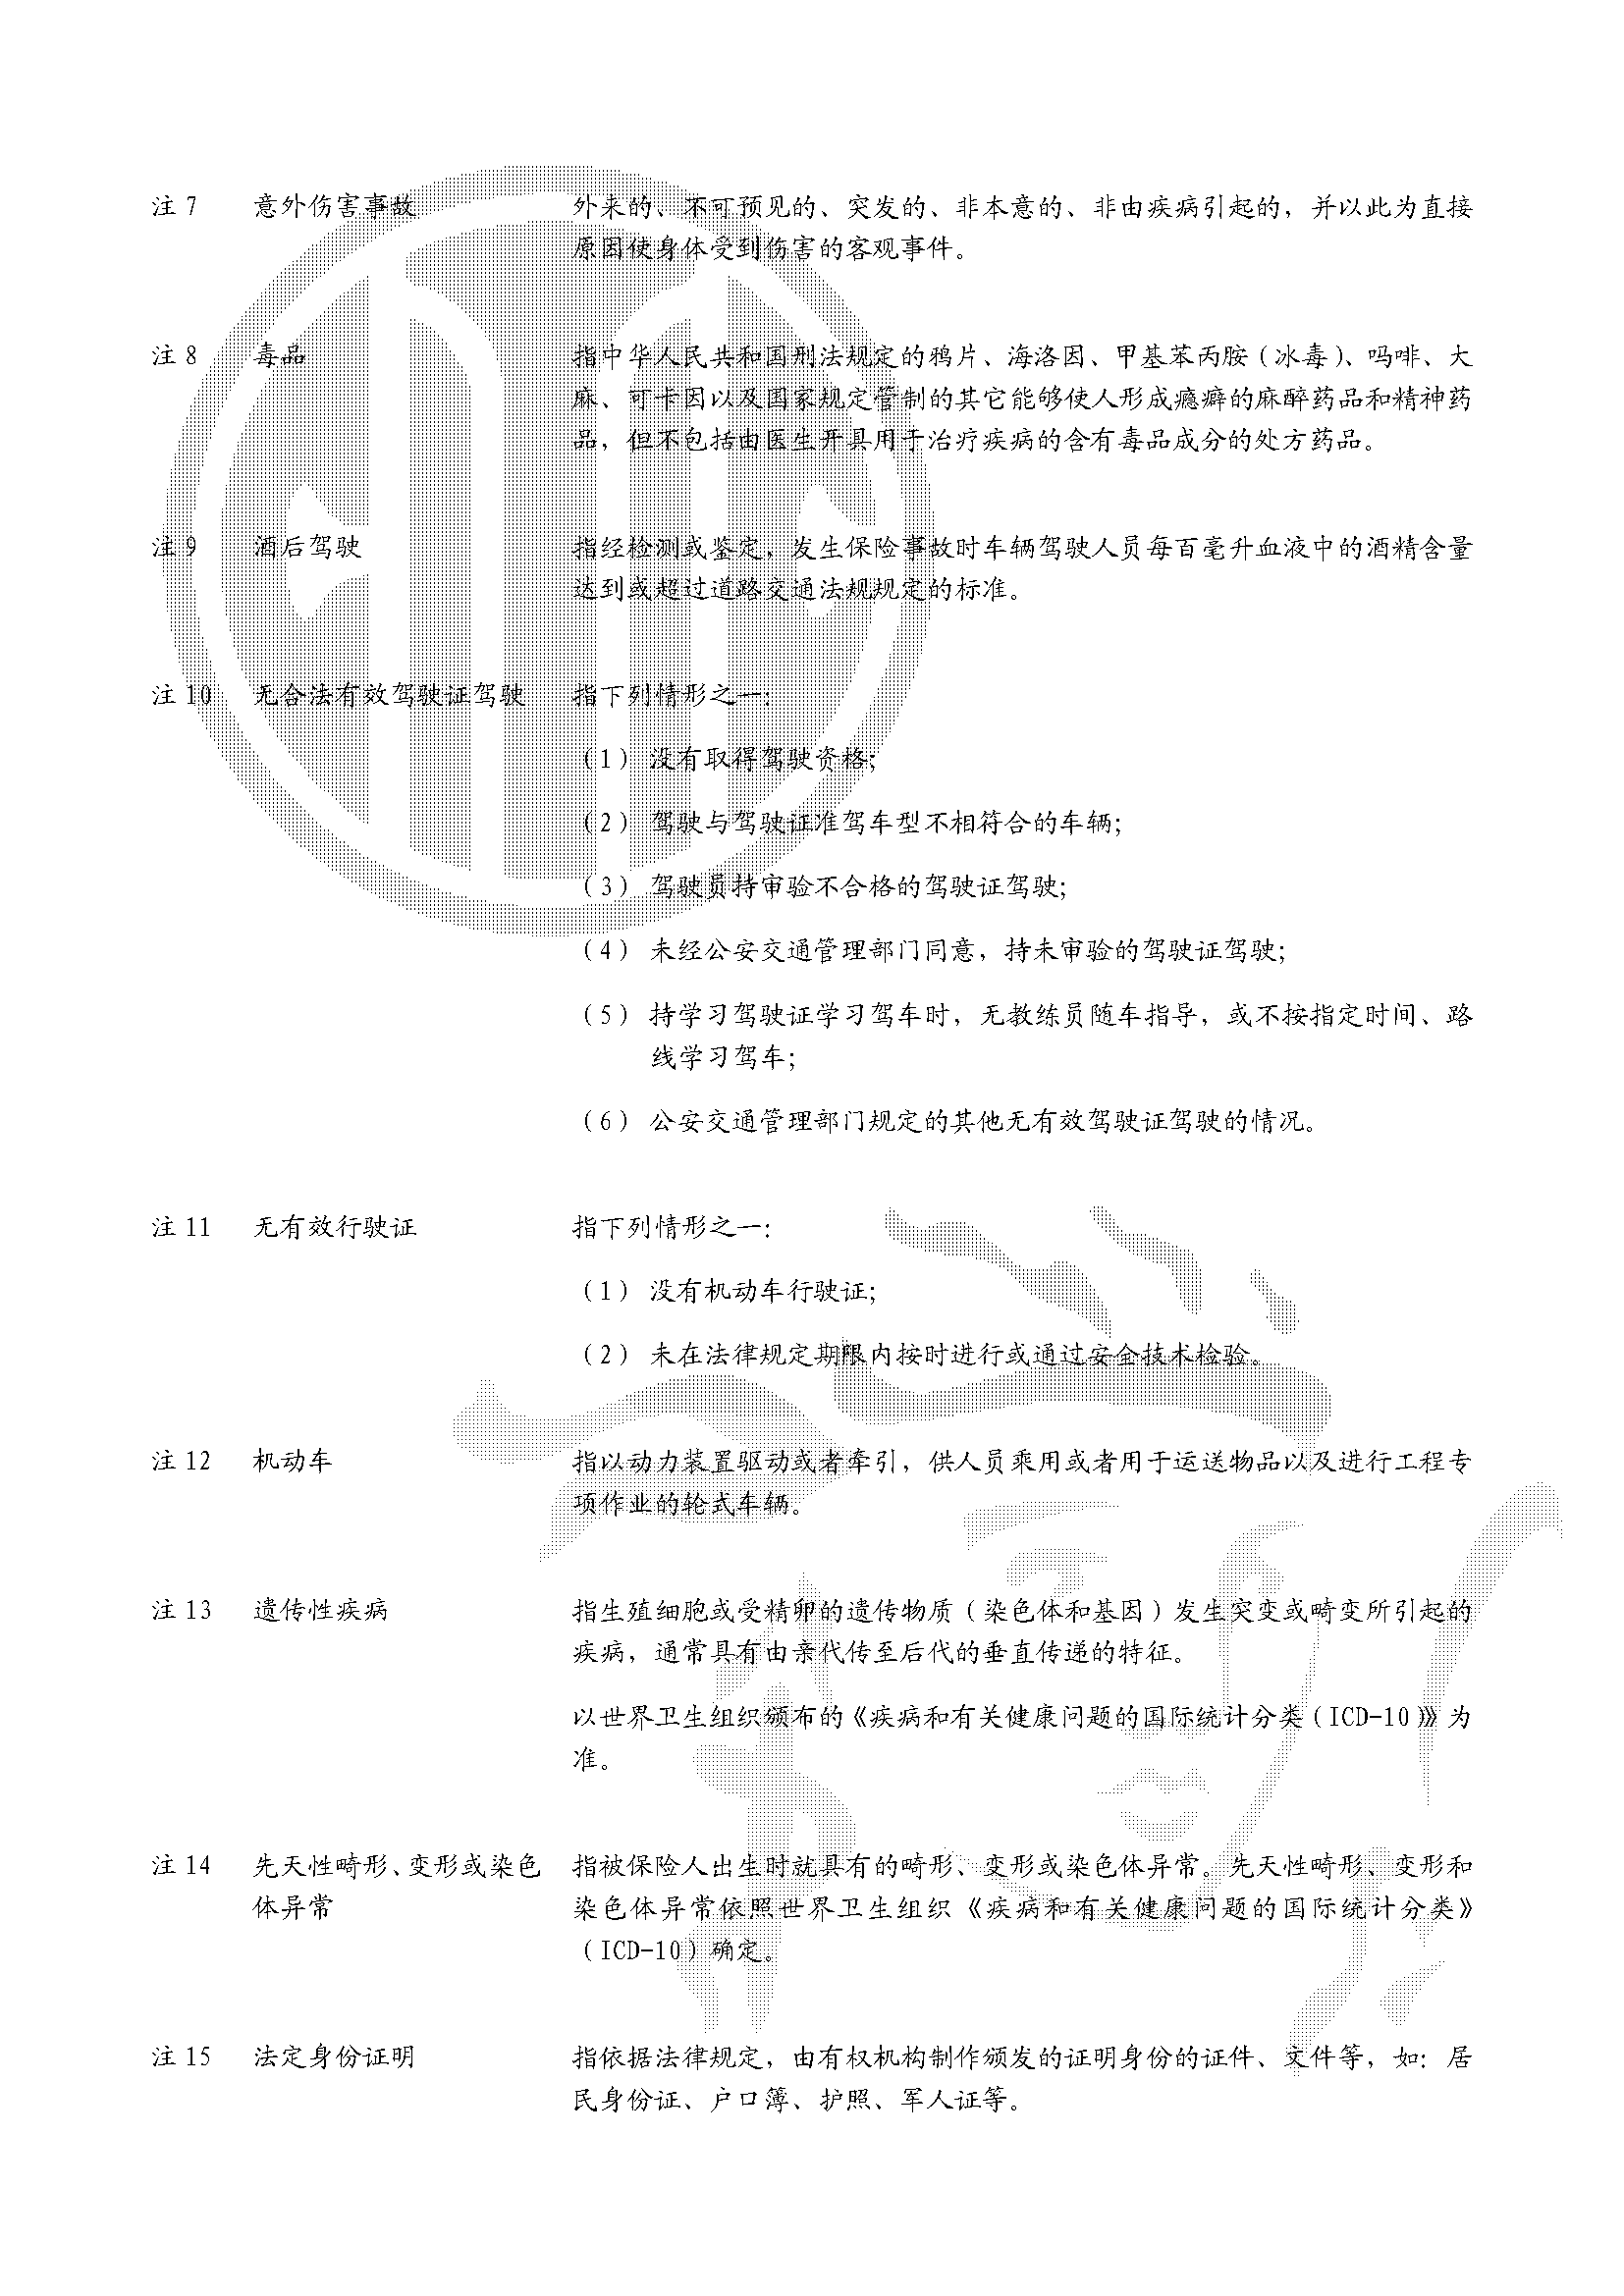 注 7 意外伤害事故 外来的、不可预见的、突发的、非本意的、非由疾病引起的，并以此为直接
原因使身体受到伤害的客观事件。
注 8 毒品 指中华人民共和国刑法规定的鸦片、海洛因、甲基苯丙胺（冰毒）、吗啡、大
麻、可卡因以及国家规定管制的其它能够使人形成瘾癖的麻醉药品和精神药
品，但不包括由医生开具用于治疗疾病的含有毒品成分的处方药品。
注 9 酒后驾驶 指经检测或鉴定，发生保险事故时车辆驾驶人员每百毫升血液中的酒精含量
达到或超过道路交通法规规定的标准。
注 10 无合法有效驾驶证驾驶 指下列情形之一：
（1） 没有取得驾驶资格；
（2） 驾驶与驾驶证准驾车型不相符合的车辆；
（3） 驾驶员持审验不合格的驾驶证驾驶；
（4） 未经公安交通管理部门同意，持未审验的驾驶证驾驶；
（5） 持学习驾驶证学习驾车时，无教练员随车指导，或不按指定时间、路
线学习驾车；
（6） 公安交通管理部门规定的其他无有效驾驶证驾驶的情况。
注 11 无有效行驶证 指下列情形之一：
（1） 没有机动车行驶证；
（2） 未在法律规定期限内按时进行或通过安全技术检验。
注 12 机动车 指以动力装置驱动或者牵引，供人员乘用或者用于运送物品以及进行工程专
项作业的轮式车辆。
注 13 遗传性疾病 指生殖细胞或受精卵的遗传物质（染色体和基因）发生突变或畸变所引起的
疾病，通常具有由亲代传至后代的垂直传递的特征。
以世界卫生组织颁布的《疾病和有关健康问题的国际统计分类（ICD-10）》为
准。
注 14 先天性畸形、变形或染色 指被保险人出生时就具有的畸形、变形或染色体异常。先天性畸形、变形和
体异常 染色体异常依照世界卫生组织《疾病和有关健康问题的国际统计分类》
（ICD-10）确定。
注 15 法定身份证明 指依据法律规定，由有权机构制作颁发的证明身份的证件、文件等，如：居
民身份证、户口簿、护照、军人证等。